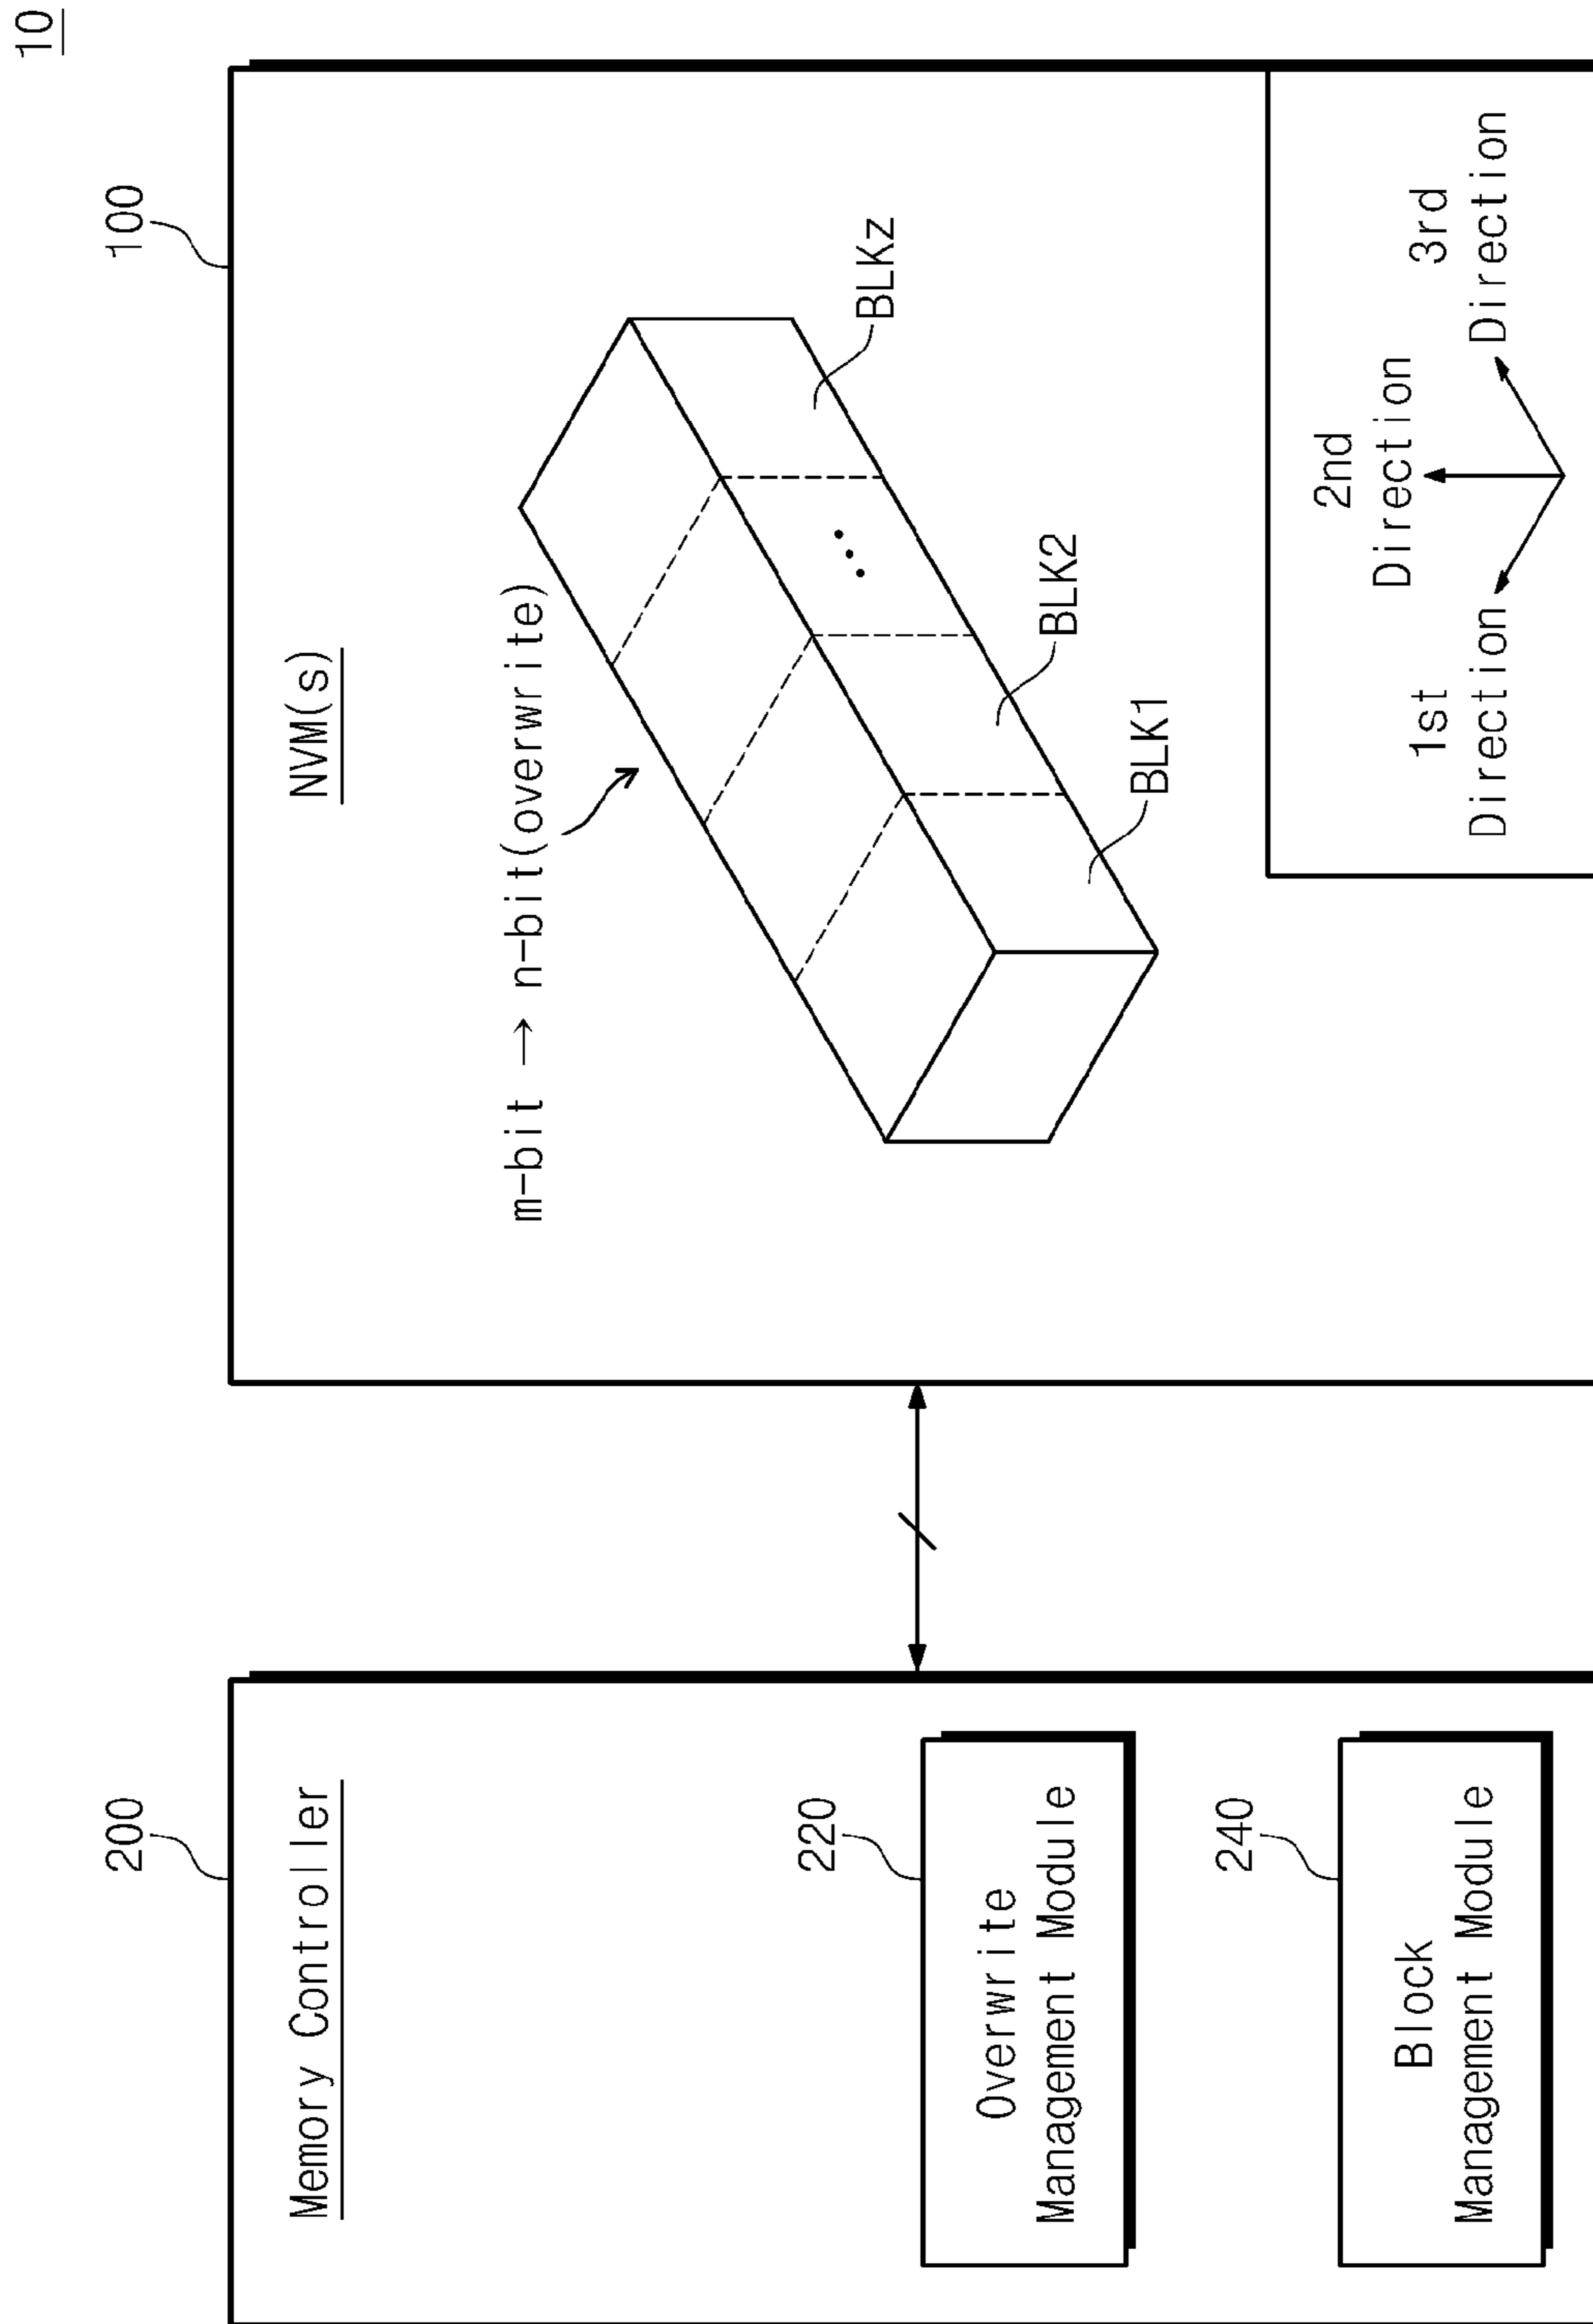 10
200
Memory Controller
220
Overwrite
Management Module
240
Block
Management Module
100
NVM(s)
m-bit → n-bit(overwrite)
BLKz
BLK2
BLK1
2nd
Direction
1st
Direction
3rd
Direction